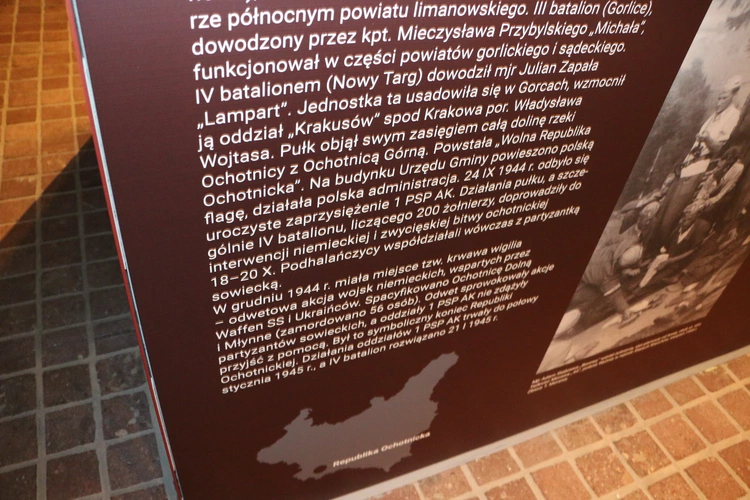 rze północnym powiatu limanowskiego. III batalion (Gorlice),
dowodzony przez kpt. Mieczysława Przybylskiego „Michała”,
funkcjonował w części powiatów gorlickiego i sądeckiego.
IV batalionem (Nowy Targ) dowodził mjr Julian Zapała
„Lampart”. Jednostka ta usadowiła się w Gorcach, wzmocnił
ją oddział „Krakusów” spod Krakowa por. Władysława
Wojtasa. Pułk objął swym zasięgiem całą dolinę rzeki
Ochotnicy z Ochotnicą Górną. Powstała „Wolna Republika
Ochotnicka”. Na budynku Urzędu Gminy powieszono polską
flagę, działała polska administracja. 24 IX 1944 r. odbyło się
uroczyste zaprzysiężenie 1 PSP AK. Działania pułku, a szcze-
gólnie IV batalionu, liczącego 200 żołnierzy, doprowadziły do
interwencji niemieckiej i zwycięskiej bitwy ochotnickiej
18–20 X. Podhalańczycy współdziałali wówczas z partyzantką
sowiecką.
W grudniu 1944 r. miała miejsce tzw. krwawa wigilia
– odwetowa akcja wojsk niemieckich, wspartych przez
Waffen SS i Ukraińców. Spacyfikowano Ochotnicę Dolną
i Młynne (zamordowano 56 osób). Odwet sprowokowały akcje
partyzantów sowieckich, a oddziały 1 PSP AK nie zdążyły
przyjść z pomocą. Był to symboliczny koniec Republiki
Ochotnickiej. Działania oddziałów 1 PSP AK trwały do połowy
stycznia 1945 r., a IV batalion rozwiązano 21 I 1945 r.
Republika Ochotnicka